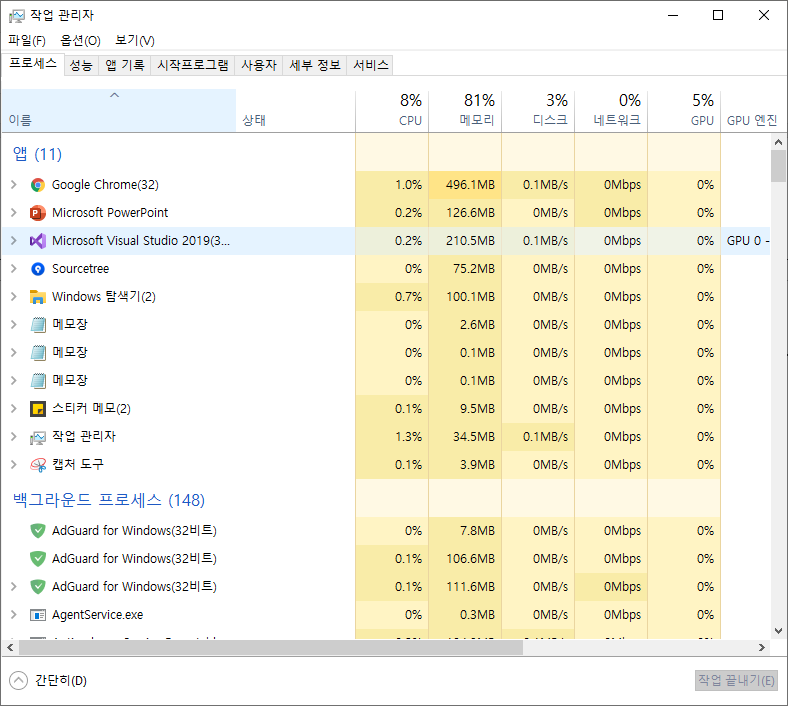 작업 관리자
파일(F) 옵션(O) 보기(V)
프로세스 성능 앱 기록 시작프로그램 사용자 세부 정보 서비스
8% 81% 3% 0% 5%
이름 상태 CPU 메모리 디스크 네트워크 GPU GPU 엔진
앱 (11)
Google Chrome(32) 1.0% 496.1MB 0.1MB/s 0Mbps 0%
Microsoft PowerPoint 0.2% 126.6MB 0MB/s 0Mbps 0%
Microsoft Visual Studio 2019(3... 0.2% 210.5MB 0.1MB/s 0Mbps 0% GPU 0 -
Sourcetree 0% 75.2MB 0MB/s 0Mbps 0%
Windows 탐색기(2) 0.7% 100.1MB 0MB/s 0Mbps 0%
메모장 0% 2.6MB 0MB/s 0Mbps 0%
메모장 0% 0.1MB 0MB/s 0Mbps 0%
메모장 0% 0.1MB 0MB/s 0Mbps 0%
스티커 메모(2) 0.1% 9.5MB 0MB/s 0Mbps 0%
작업 관리자 1.3% 34.5MB 0.1MB/s 0Mbps 0%
캡처 도구 0.1% 3.9MB 0MB/s 0Mbps 0%
백그라운드 프로세스 (148)
AdGuard for Windows(32비트) 0% 7.8MB 0MB/s 0Mbps 0%
AdGuard for Windows(32비트) 0.1% 106.6MB 0MB/s 0Mbps 0%
AdGuard for Windows(32비트) 0.1% 111.6MB 0MB/s 0Mbps 0%
AgentService.exe 0% 0.3MB 0MB/s 0Mbps 0%
간단히(D) 작업 끝내기(E)